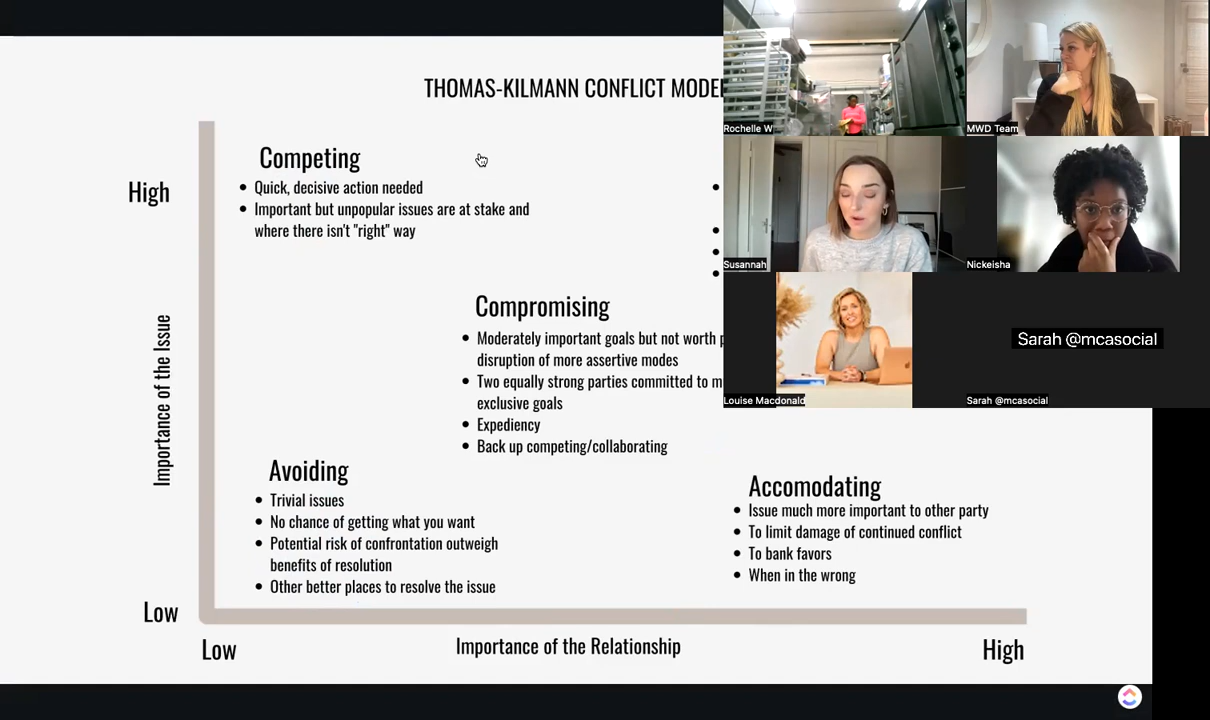 THOMAS-KILMANN CONFLICT MODE
Competing
Quick, decisive action needed
Important but unpopular issues are at stake and
where there isn't "right" way
High
Compromising
Moderately important goals but not worth
disruption of more assertive modes
Two equally strong parties committed to
exclusive goals
Expediency
Back up competing/collaborating
Importance of the Issue
Avoiding
Trivial issues
No chance of getting what you want
Potential risk of confrontation outweigh
benefits of resolution
Other better places to resolve the issue
Accomodating
Issue much more important to other party
To limit damage of continued conflict
To bank favors
When in the wrong
Low
Low
Importance of the Relationship
High
Rochelle W
MWD Team
Susannah
Nickeisha
Louise Macdonald
Sarah @mcasocial
Sarah @mcasocial